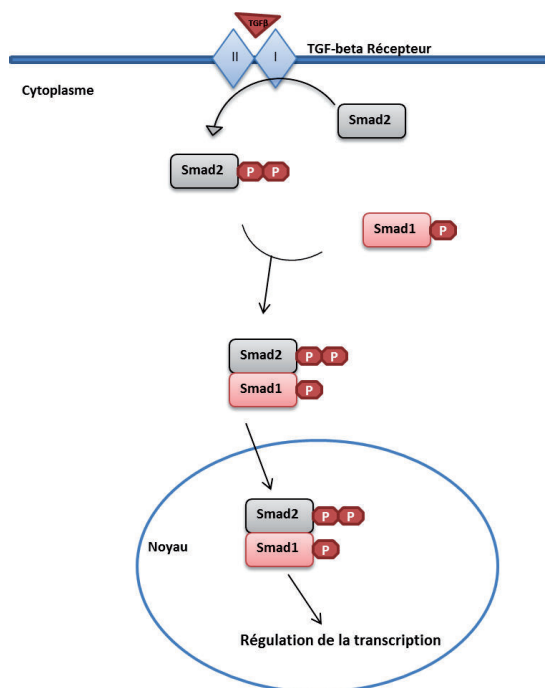 TGFβ
II
I
TGF-beta Récepteur
Cytoplasme
Smad2
Smad2 P P
Smad1 P
Smad2 P P
Smad1 P
Smad2 P P
Smad1 P
Noyau
Régulation de la transcription